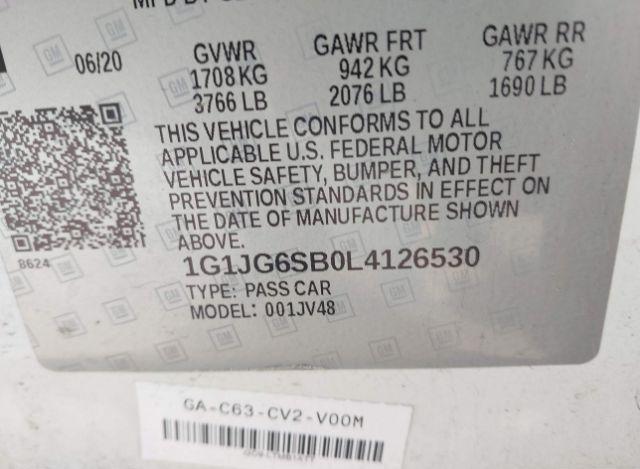 06/20 GVWR GAWR FRT GAWR RR
1708 KG 942 KG 767 KG
3766 LB 2076 LB 1690 LB
THIS VEHICLE CONFORMS TO ALL
APPLICABLE U.S. FEDERAL MOTOR
VEHICLE SAFETY, BUMPER, AND THEFT
PREVENTION STANDARDS IN EFFECT ON
THE DATE OF MANUFACTURE SHOWN
ABOVE.
8624
1G1JG6SB0L4126530
TYPE: PASS CAR
MODEL: 001JV48
GA-C63-CV2-V00M